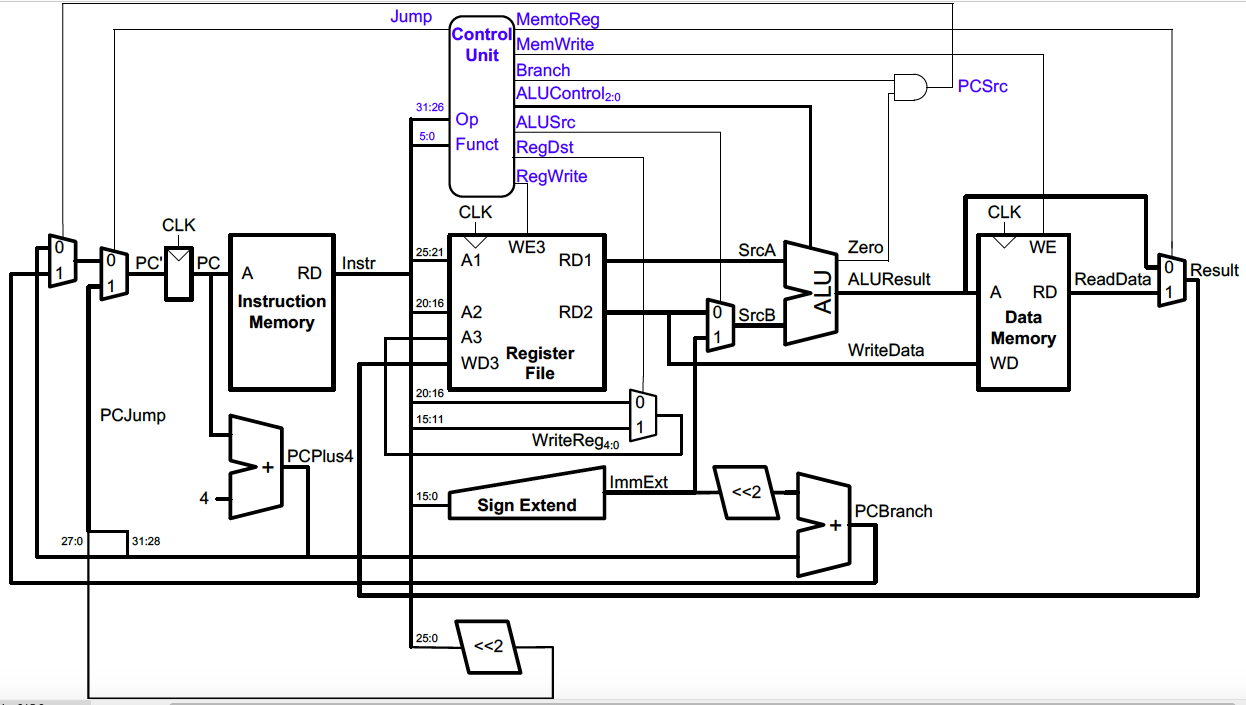 Jump
MemtoReg
Control
Unit
MemWrite
Branch
PCSrc
ALUControl2:0
31:26
Op
ALUSrc
5:0
Funct
RegDst
RegWrite
CLK
CLK
CLK
0
1
0
1
PC'
PC
A
RD
Instruction
Memory
Instr
25:21
A1
WE3
RD1
20:16
A2
RD2
A3
WD3
Register
File
SrcA
0
1
SrcB
ALU
Zero
ALUResult
WriteData
WE
A
RD
Data
Memory
WD
ReadData
0
1
Result
20:16
0
15:11
1
WriteReg4:0
PCJump
+
PCPlus4
4
15:0
Sign Extend
ImmExt
<<2
+
PCBranch
27:0
31:28
25:0
<<2